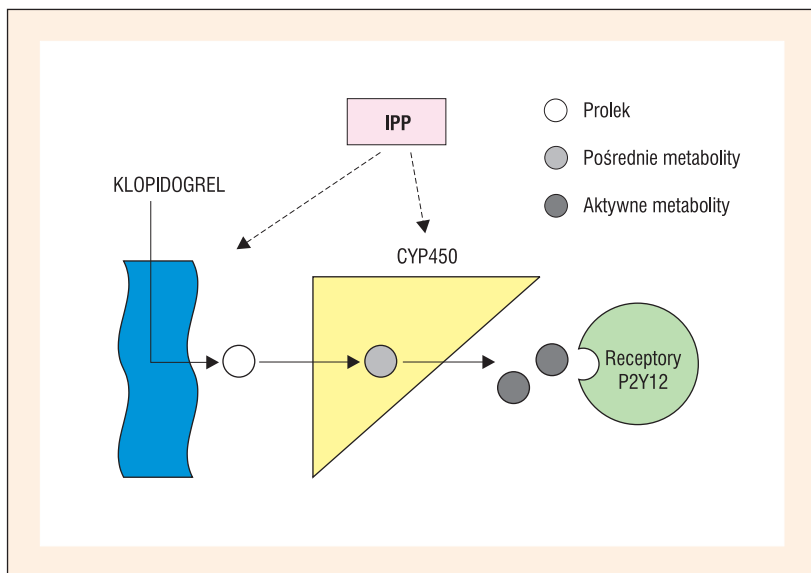 IPP
Prolek
Pośrednie metabolity
Aktywne metabolity
KLOPIDOGREL
CYP450
Receptory
P2Y12